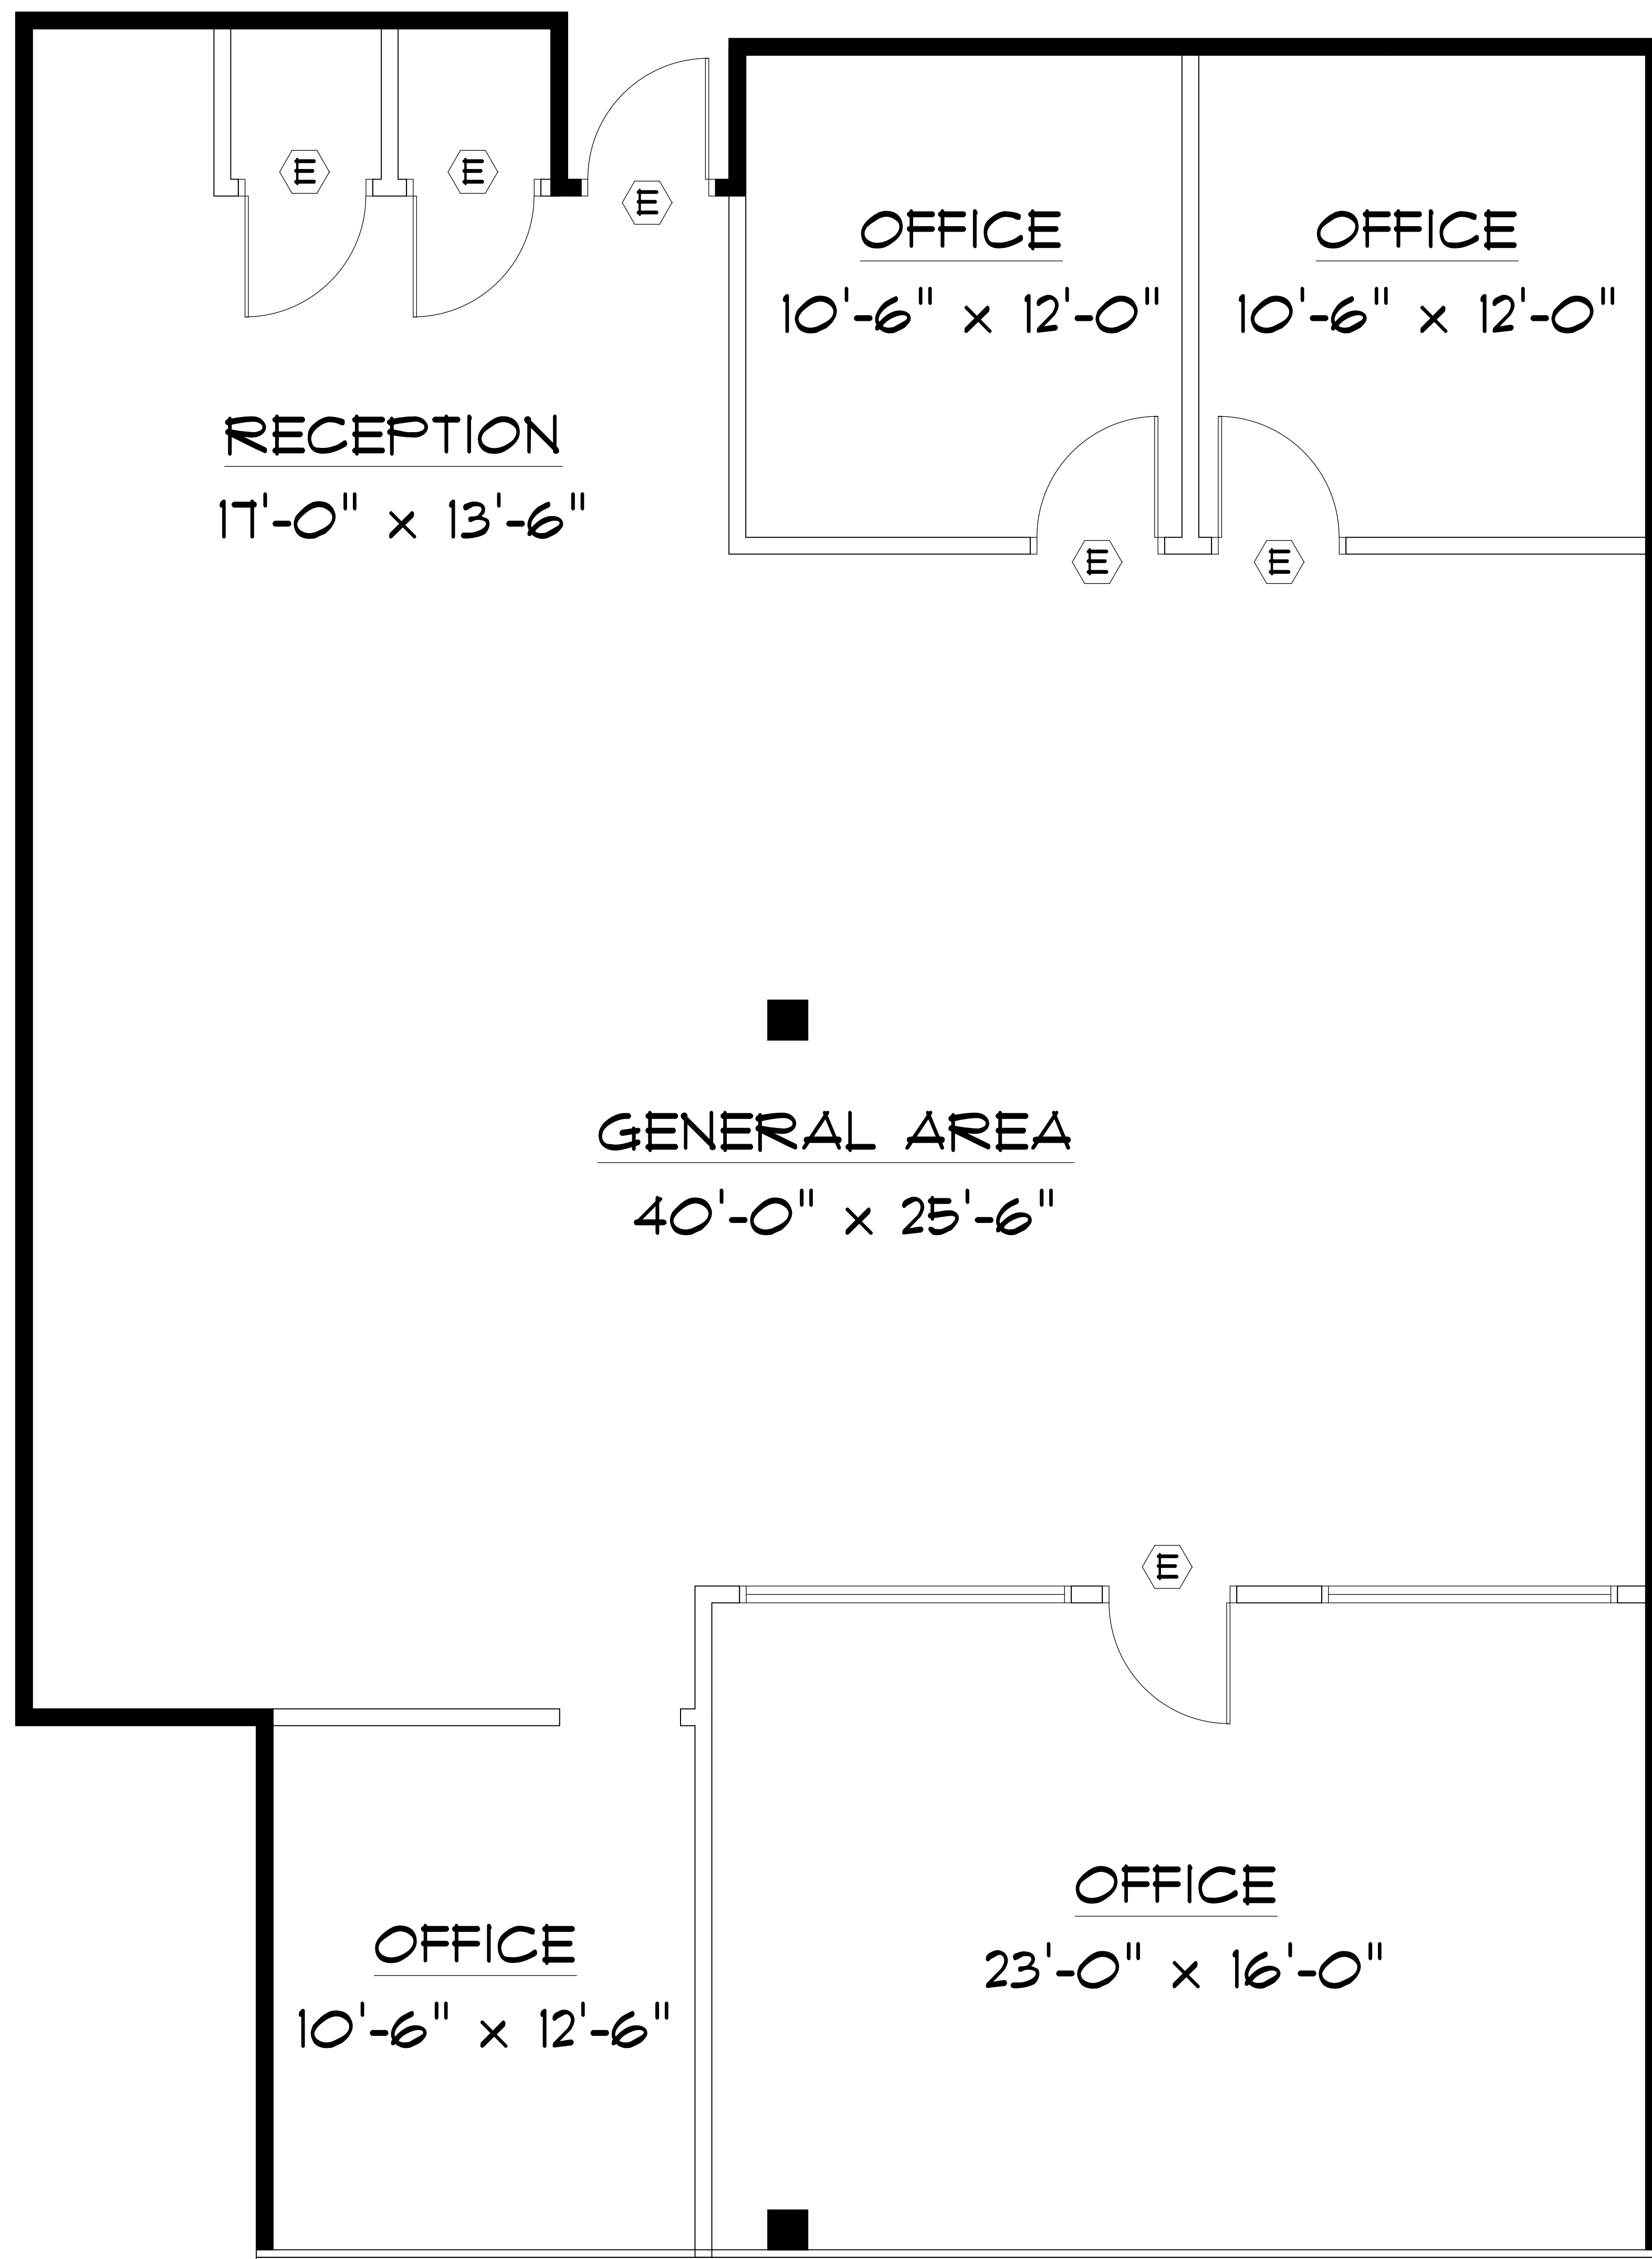 E
E
E
OFFICE
10'-6" x 12'-0"
OFFICE
10'-6" x 12'-0"
RECEPTION
17'-0" x 13'-6"
E
E
GENERAL AREA
40'-0" x 25'-6"
E
OFFICE
23'-0" x 16'-0"
OFFICE
10'-6" x 12'-6"